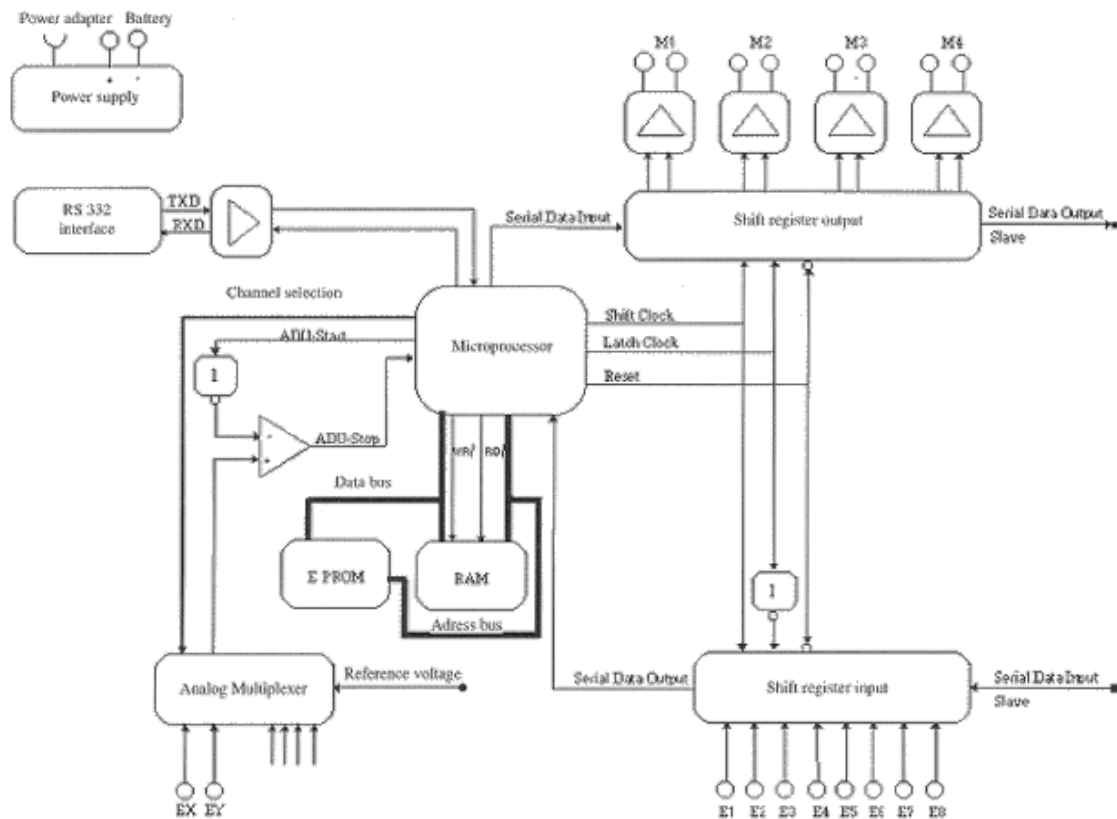 Power adapter
Battery
+ -
Power supply
M1 M2 M3 M4
RS 332
interface
TXD
RXD
Serial Data Input
Shift register output
Serial Data Output
Slave
Channel selection
ADU-Start
Microprocessor
Shift Clock
Latch Clock
Reset
1
-
+
ADU-Stop
WR/ RD/
Data bus
E PROM
RAM
1
Adress bus
Analog Multiplexer
Reference voltage
Serial Data Output
Shift register input
Serial Data Input
Slave
EX EY
E1 E2 E3 E4 E5 E6 E7 E8